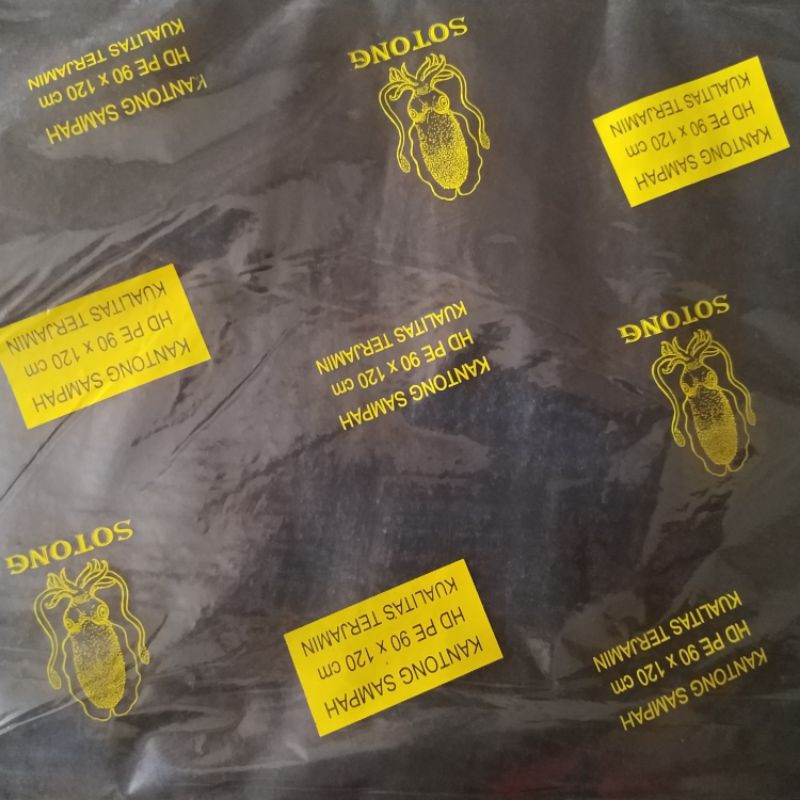 KANTONG SAMPAH
HD PE 90 x 120 cm
KUALITAS TERJAMIN
SOTONG
KANTONG SAMPAH
HD PE 90 x 120 cm
KUALITAS TERJAMIN
KANTONG SAMPAH
HD PE 90 x 120 cm
KUALITAS TERJAMIN
KANTONG SAMPAH
HD PE 90 x 120 cm
KUALITAS TERJAMIN
SOTONG
SOTONG
KANTONG SAMPAH
HD PE 90 x 120 cm
KUALITAS TERJAMIN
KANTONG SAMPAH
HD PE 90 x 120 cm
KUALITAS TERJAMIN